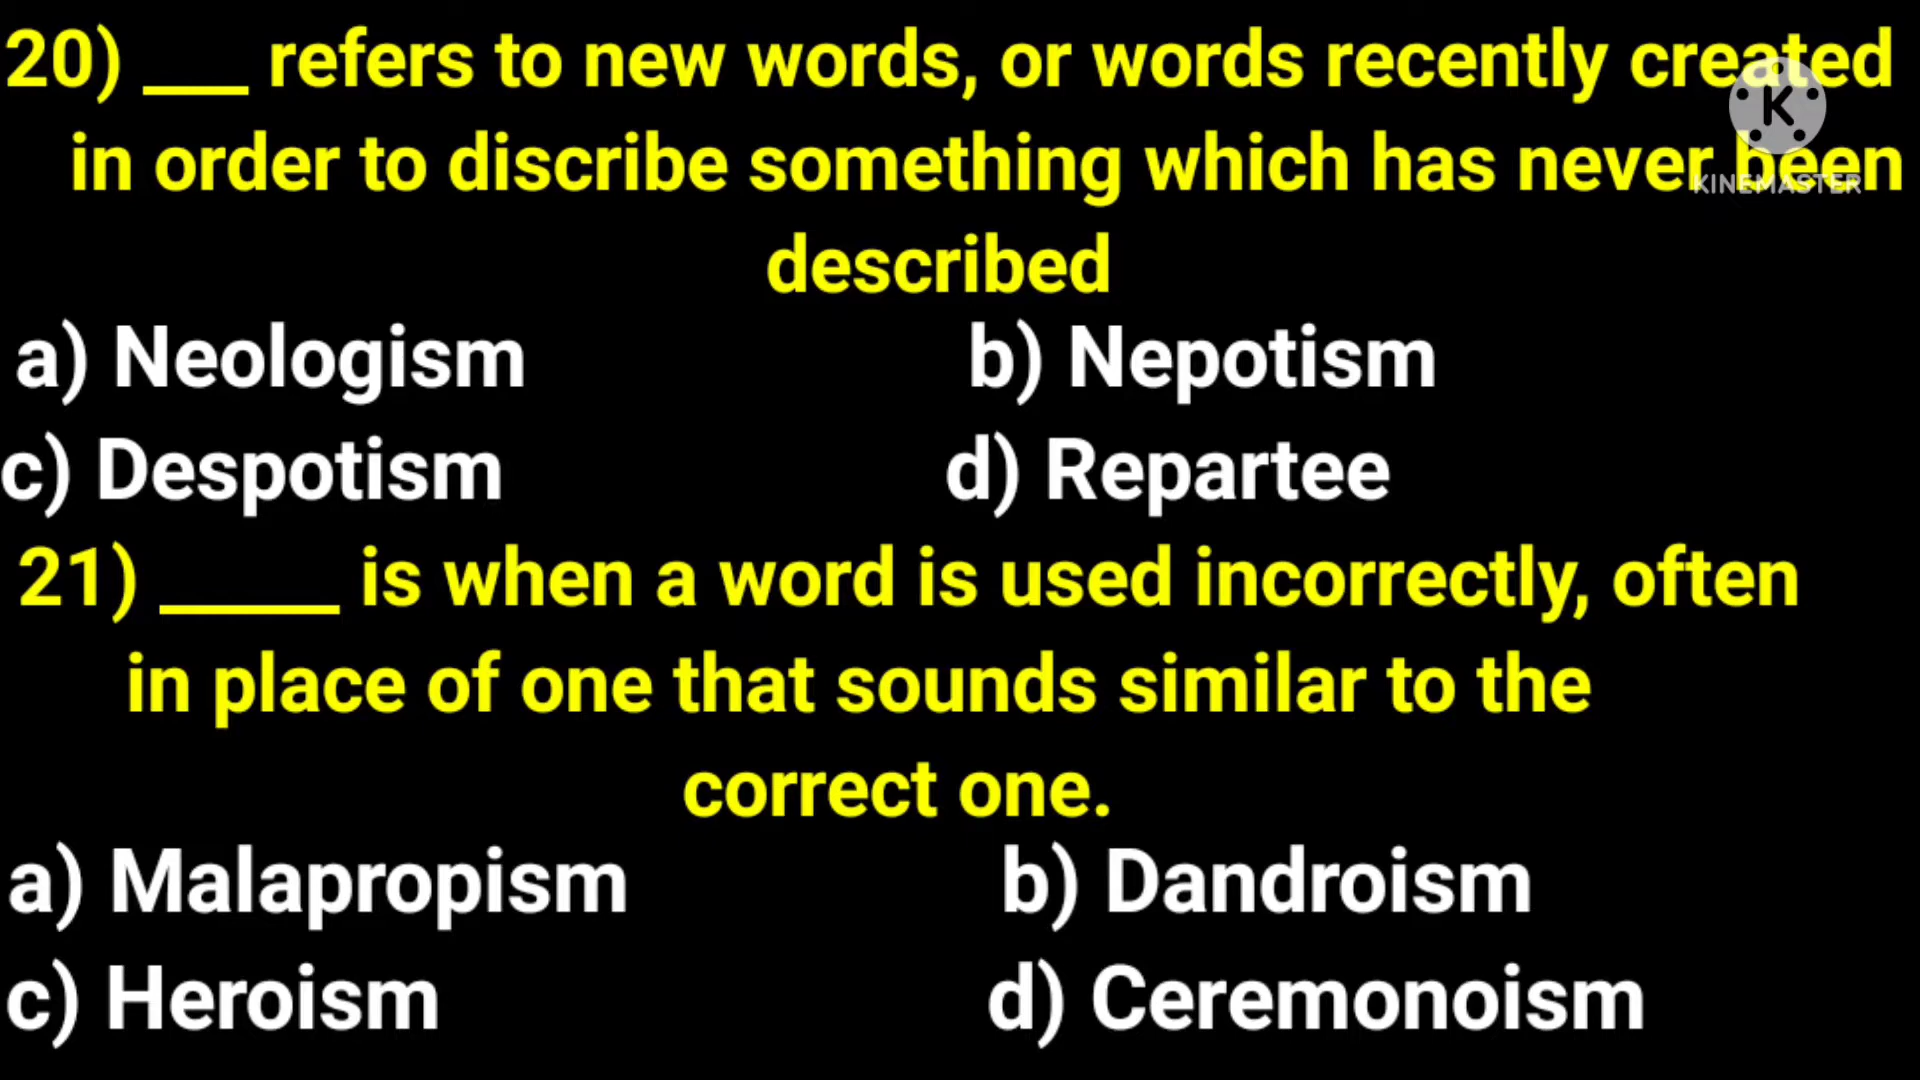 20) ___ refers to new words, or words recently created
in order to discribe something which has never been
described
a) Neologism b) Nepotism
c) Despotism d) Repartee
21) _____ is when a word is used incorrectly, often
in place of one that sounds similar to the
correct one.
a) Malapropism b) Dandroism
c) Heroism d) Ceremonoism
K
KINEMASTER